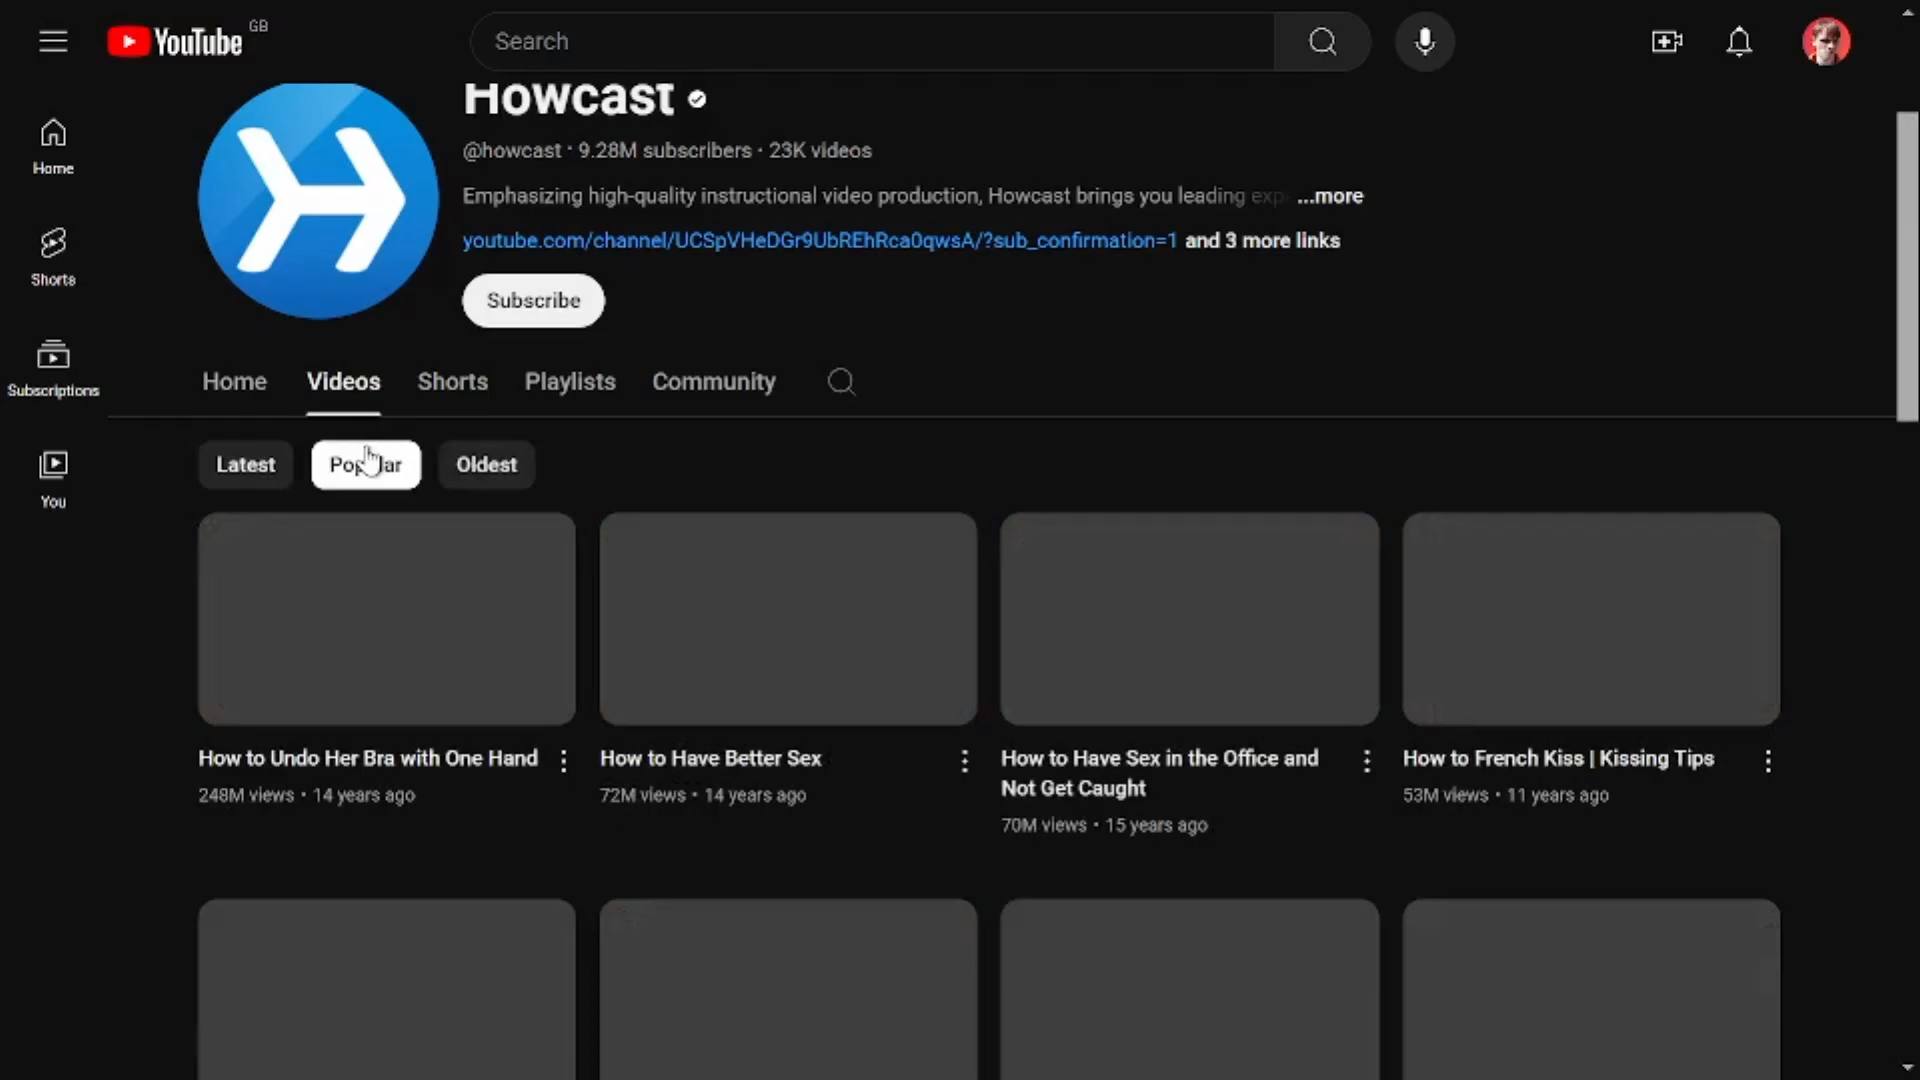 YouTube GB
Search
Home
Shorts
Subscriptions
You
Howcast
@howcast · 9.28M subscribers · 23K videos
Emphasizing high-quality instructional video production, Howcast brings you leading exp ...more
youtube.com/channel/UCSpVHeDGr9UbREhRca0qwsA/?sub_confirmation=1 and 3 more links
Subscribe
Home Videos Shorts Playlists Community
Latest Popular Oldest
How to Undo Her Bra with One Hand
248M views · 14 years ago
How to Have Better Sex
72M views · 14 years ago
How to Have Sex in the Office and
Not Get Caught
70M views · 15 years ago
How to French Kiss | Kissing Tips
53M views · 11 years ago